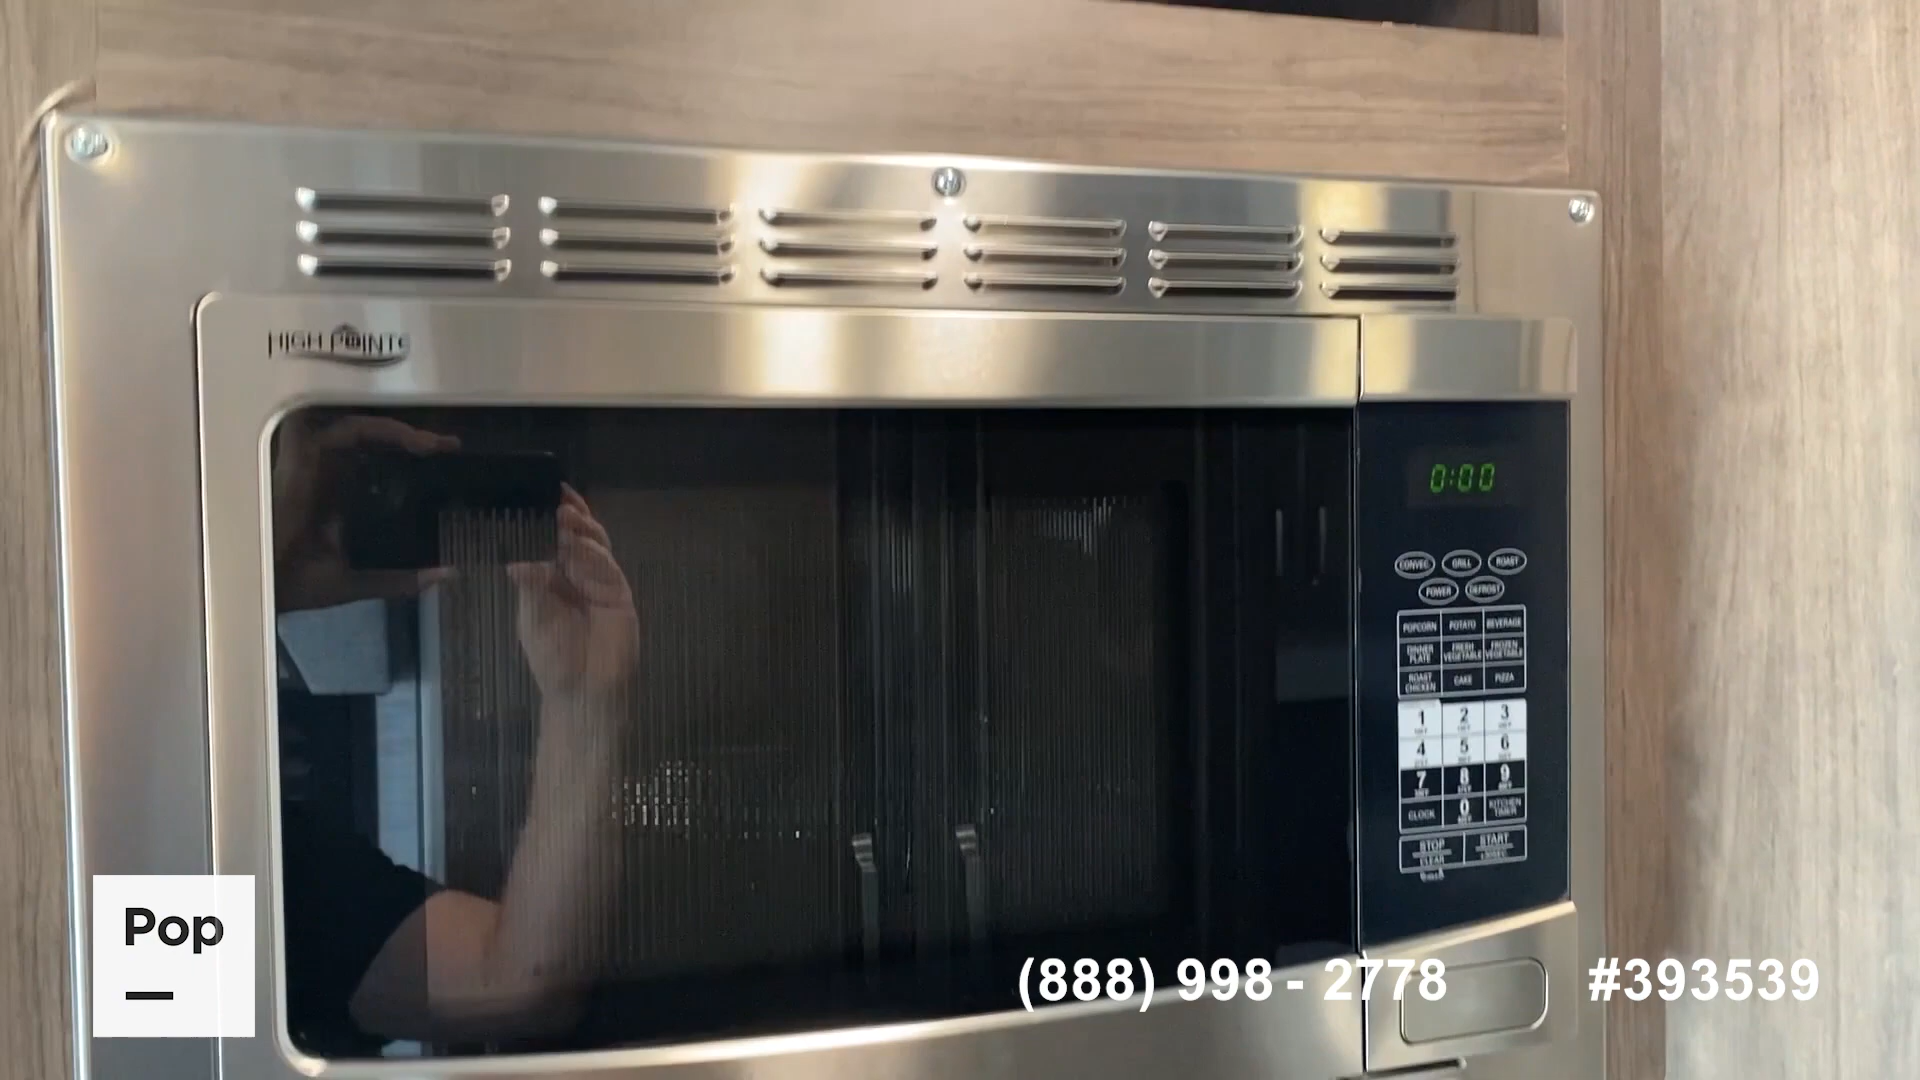 HIGH POINTE
0:00
CONVEC GRILL ROAST
POWER DEFROST
POPCORN POTATO BEVERAGE
DINNER PLATE FRESH VEGETABLE FROZEN VEGETABLE
ROAST CHICKEN CAKE PIZZA
1 2 3
4 5 6
7 8 9
CLOCK 0 KITCHEN TIMER
STOP START
CLEAR +30SEC.
Pop
(888) 998 - 2778 #393539